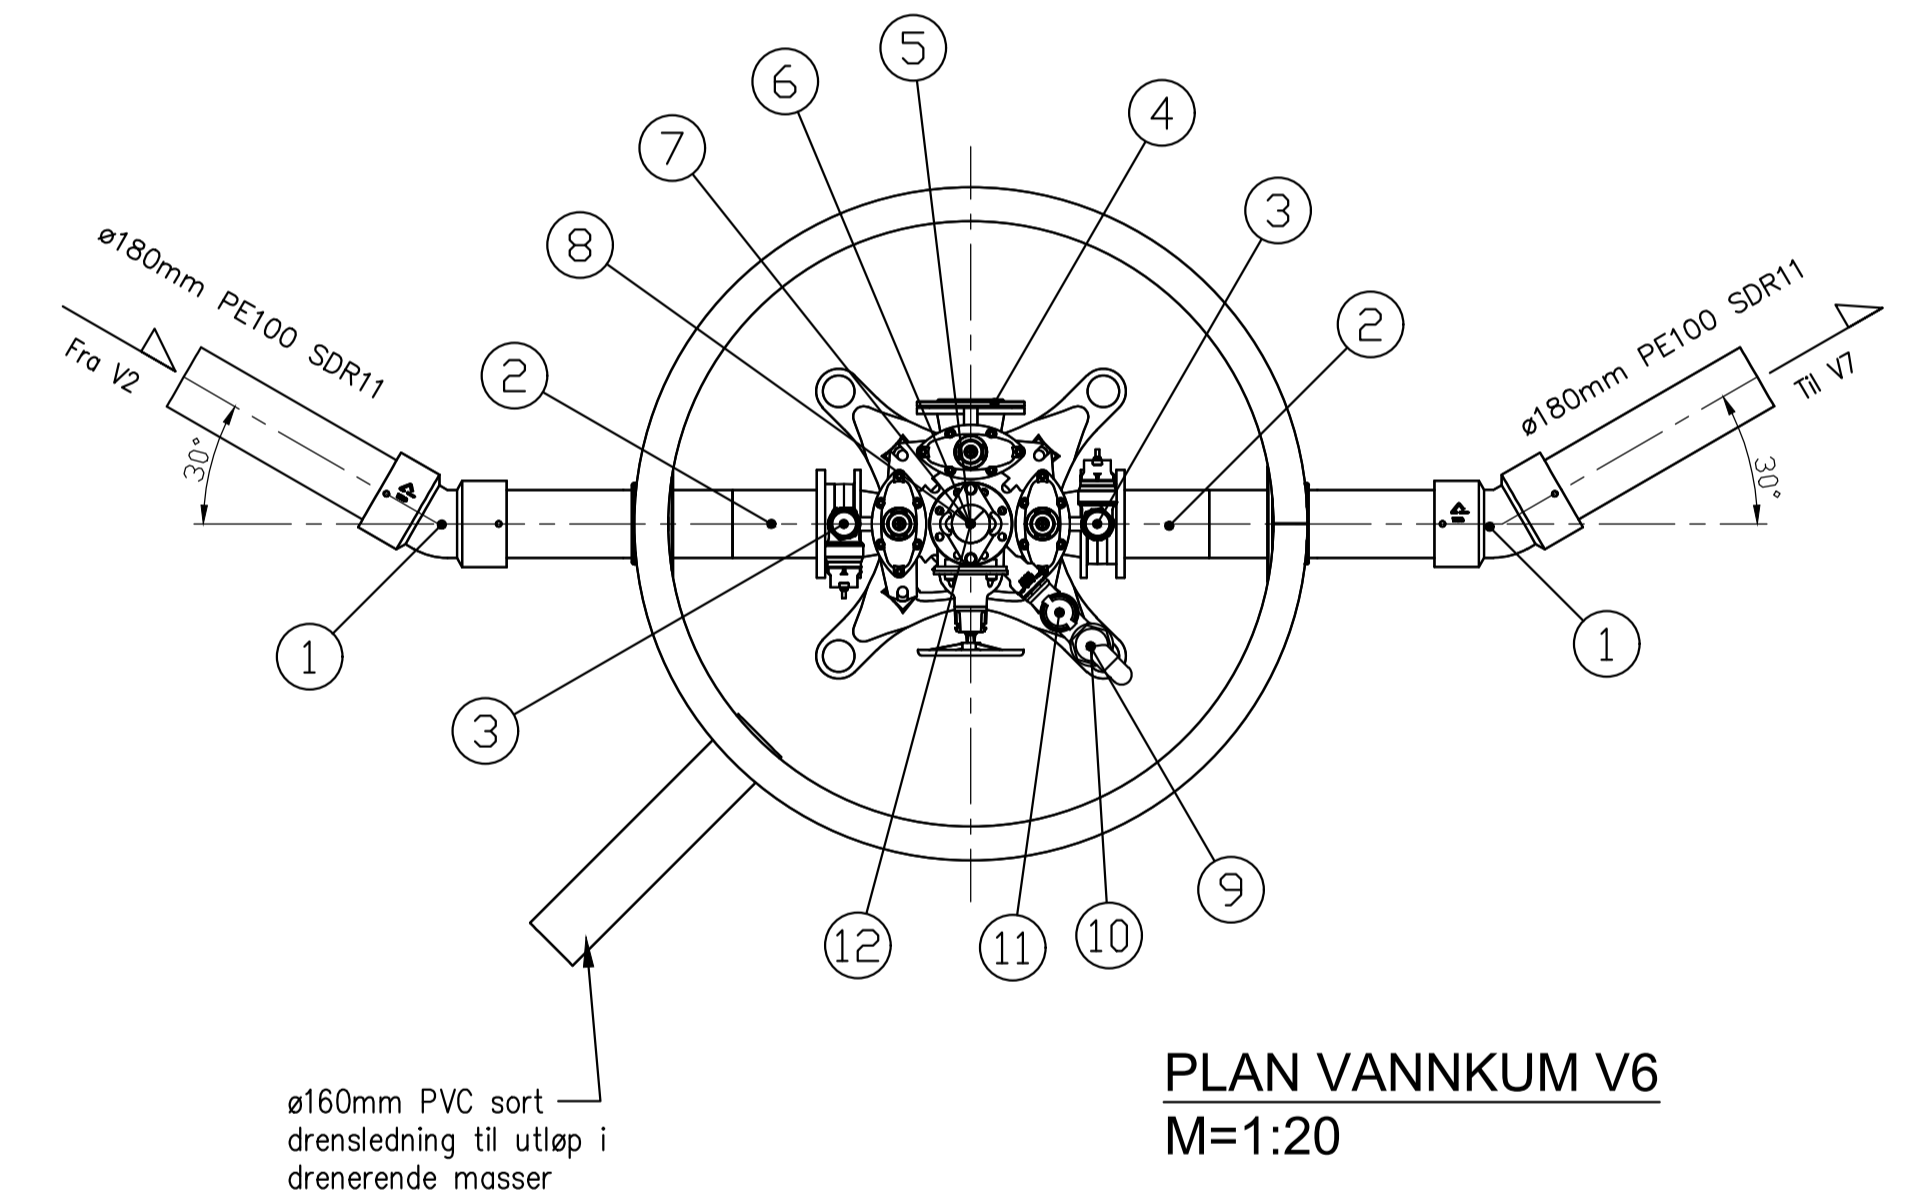 5
6
4
7
3
8
ø180mm PE100 SDR11
Fra V2
30°
2
2
ø180mm PE100 SDR11
Til V7
30°
1
1
3
9
12
11
10
PLAN VANNKUM V6
M=1:20
ø160mm PVC sort
drensledning til utløp i
drenerende masser